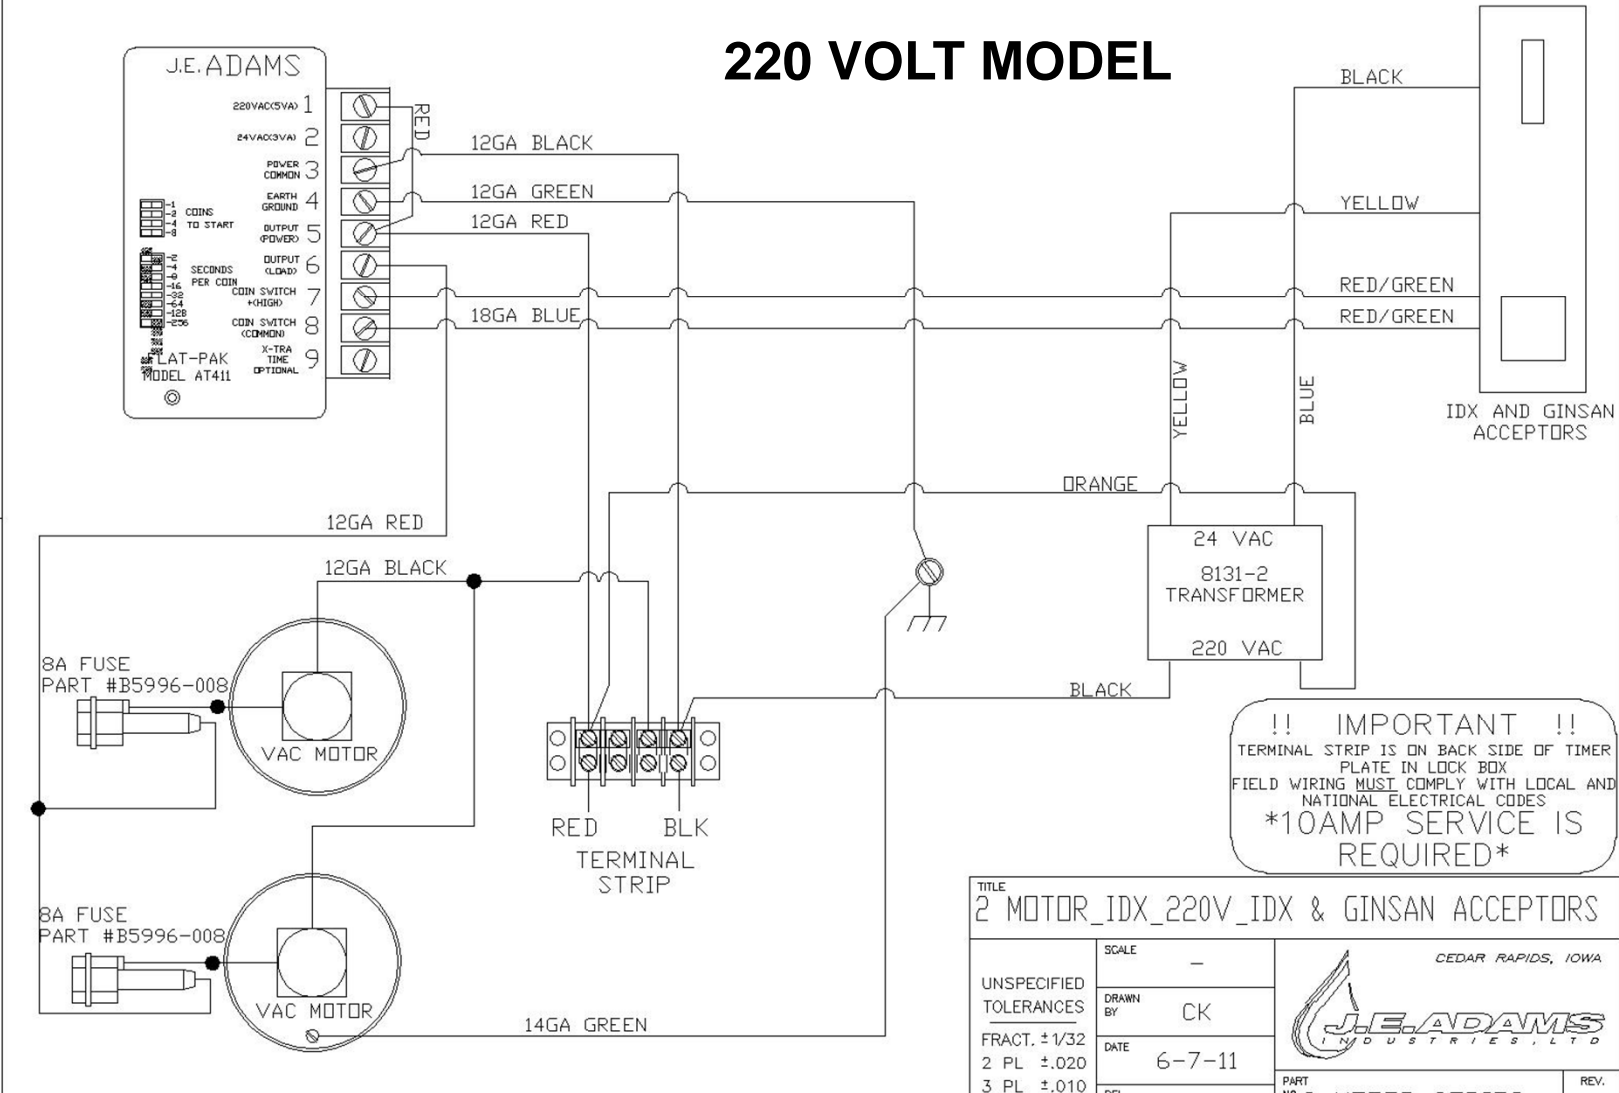 220 VOLT MODEL
J.E. ADAMS
220VAC(5VA) 1
24VAC(3VA) 2
POWER
COMMON 3
EARTH
GROUND 4
OUTPUT
(POWER) 5
OUTPUT
(LOAD) 6
COIN SWITCH
+(HIGH) 7
COIN SWITCH
(COMMON) 8
X-TRA
TIME
OPTIONAL 9
-1
-2
-4
-8
COINS
TO START
-2
-4
-8
-16
-32
-64
-128
-256
SECONDS
PER COIN
FLAT-PAK
MODEL AT411
RED
12GA BLACK
12GA GREEN
12GA RED
18GA BLUE
BLACK
YELLOW
RED/GREEN
RED/GREEN
IDX AND GINSAN
ACCEPTORS
YELLOW
BLUE
ORANGE
24 VAC
8131-2
TRANSFORMER
220 VAC
BLACK
12GA RED
12GA BLACK
8A FUSE
PART #B5996-008
VAC MOTOR
8A FUSE
PART #B5996-008
VAC MOTOR
14GA GREEN
RED BLK
TERMINAL
STRIP
!! IMPORTANT !!
TERMINAL STRIP IS ON BACK SIDE OF TIMER
PLATE IN LOCK BOX
FIELD WIRING MUST COMPLY WITH LOCAL AND
NATIONAL ELECTRICAL CODES
*10AMP SERVICE IS
REQUIRED*
TITLE
2 MOTOR_IDX_220V_IDX & GINSAN ACCEPTORS
UNSPECIFIED
TOLERANCES
FRACT. ±1/32
2 PL ±.020
3 PL ±.010
SCALE
–
DRAWN
BY
CK
DATE
6-7-11
CEDAR RAPIDS, IOWA
J.E.ADAMS
INDUSTRIES, LTD
PART
REV.